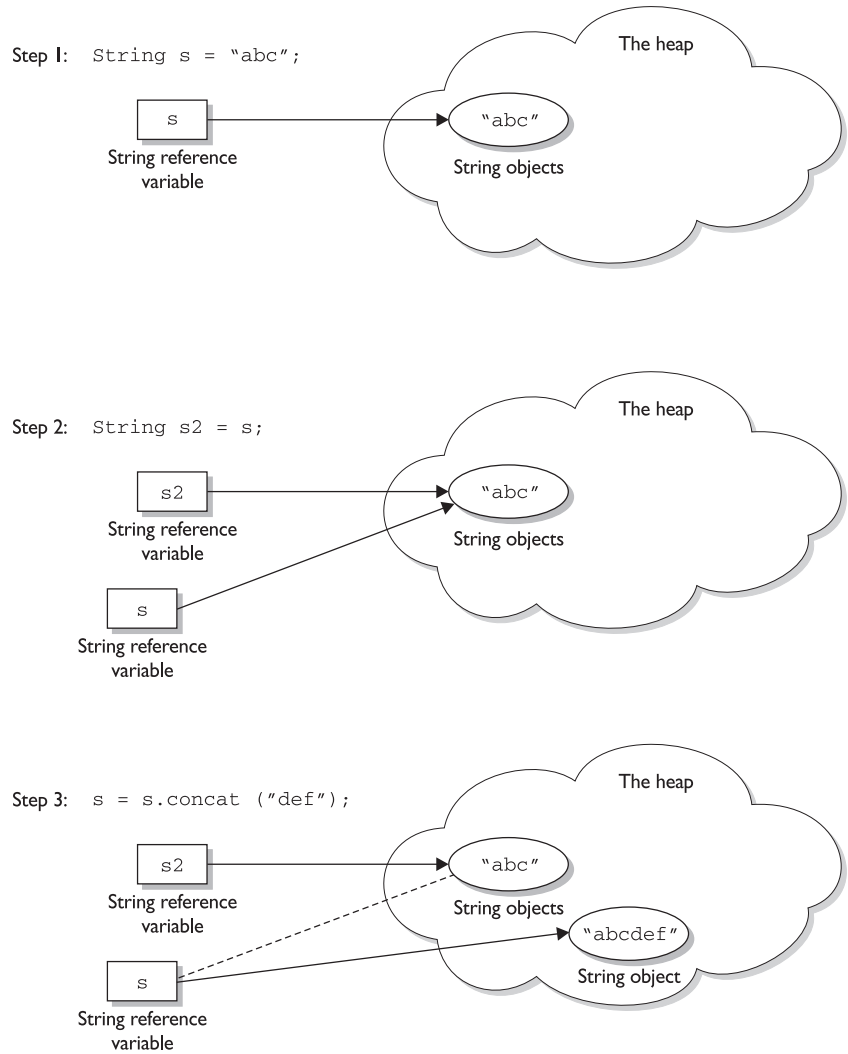 Step 1: String s = “abc”;
The heap
s
“abc”
String reference
variable
String objects
Step 2: String s2 = s;
The heap
s2
“abc”
String reference
variable
String objects
s
String reference
variable
Step 3: s = s.concat (“def”);
The heap
s2
“abc”
String reference
variable
String objects
“abcdef”
s
String object
String reference
variable